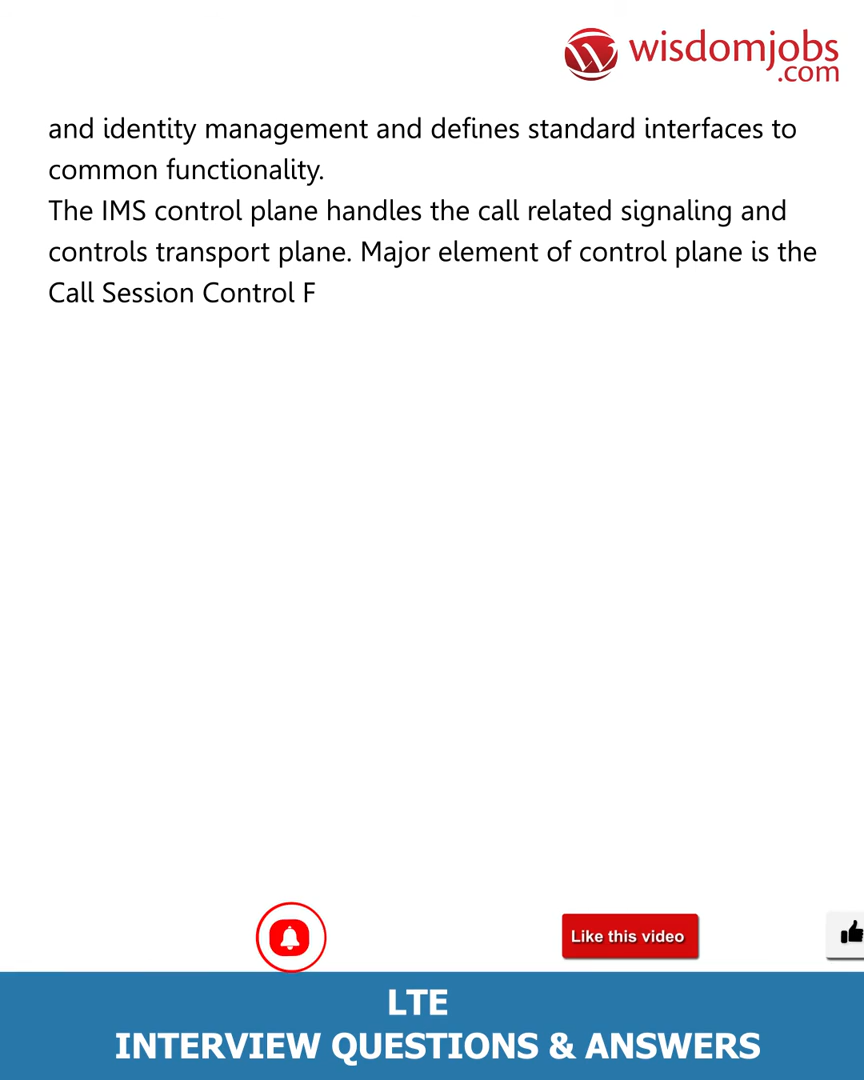 wisdomjobs
.com
and identity management and defines standard interfaces to
common functionality.
The IMS control plane handles the call related signaling and
controls transport plane. Major element of control plane is the
Call Session Control F
Like this video
LTE
INTERVIEW QUESTIONS & ANSWERS